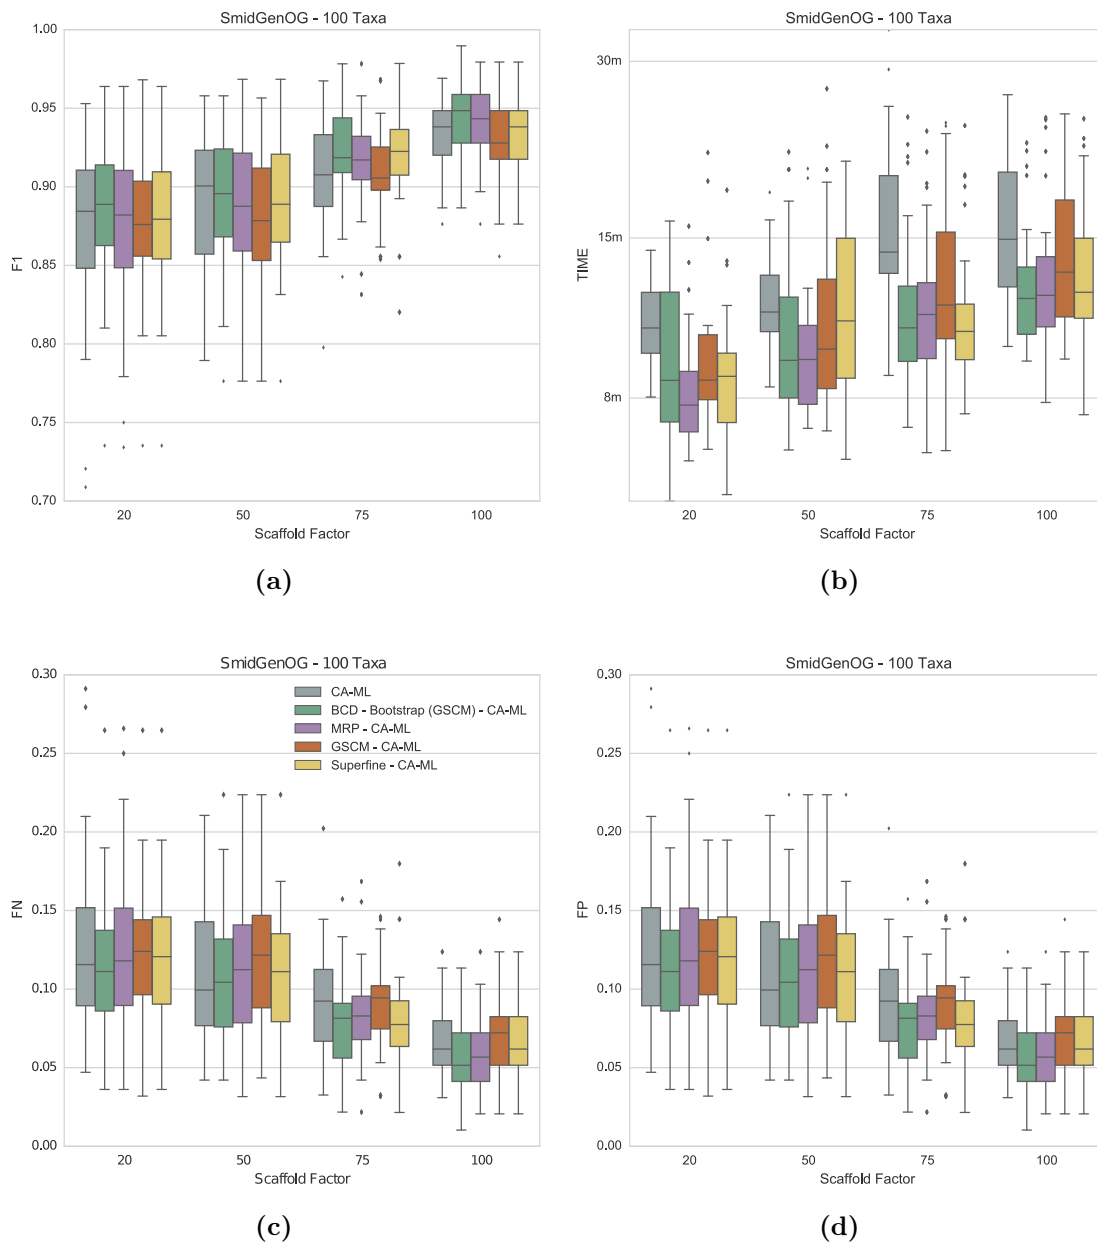 SmidGenOG - 100 Taxa
1.00
0.95
0.90
0.85
0.80
0.75
0.70
F1
20 50 75 100
Scaffold Factor
(a)
SmidGenOG - 100 Taxa
30m
15m
8m
TIME
20 50 75 100
Scaffold Factor
(b)
SmidGenOG - 100 Taxa
0.30
0.25
0.20
0.15
0.10
0.05
0.00
FN
CA-ML
BCD - Bootstrap (GSCM) - CA-ML
MRP - CA-ML
GSCM - CA-ML
Superfine - CA-ML
20 50 75 100
Scaffold Factor
(c)
SmidGenOG - 100 Taxa
0.30
0.25
0.20
0.15
0.10
0.05
0.00
FP
20 50 75 100
Scaffold Factor
(d)